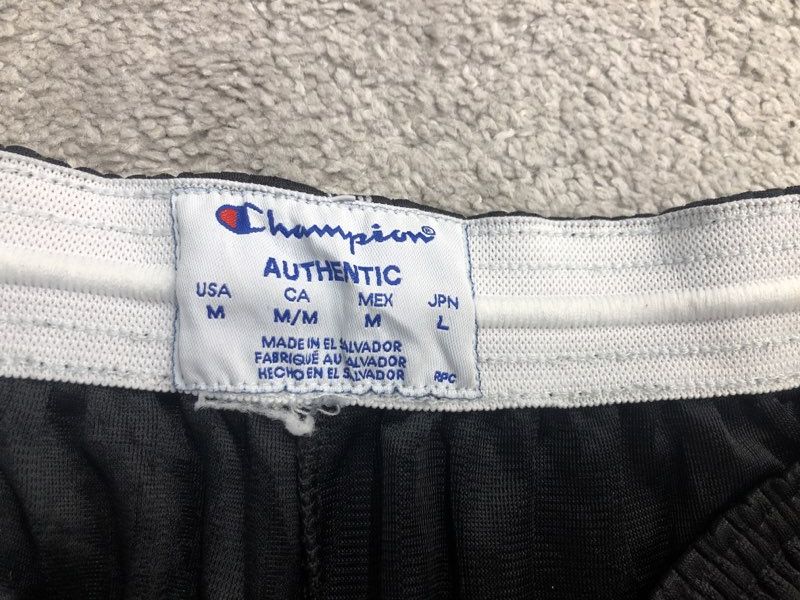 Champion®
AUTHENTIC
USA CA MEX JPN
M M/M M L
MADE IN EL SALVADOR
FABRIQUÉ AU SALVADOR
HECHO EN EL SALVADOR RPC